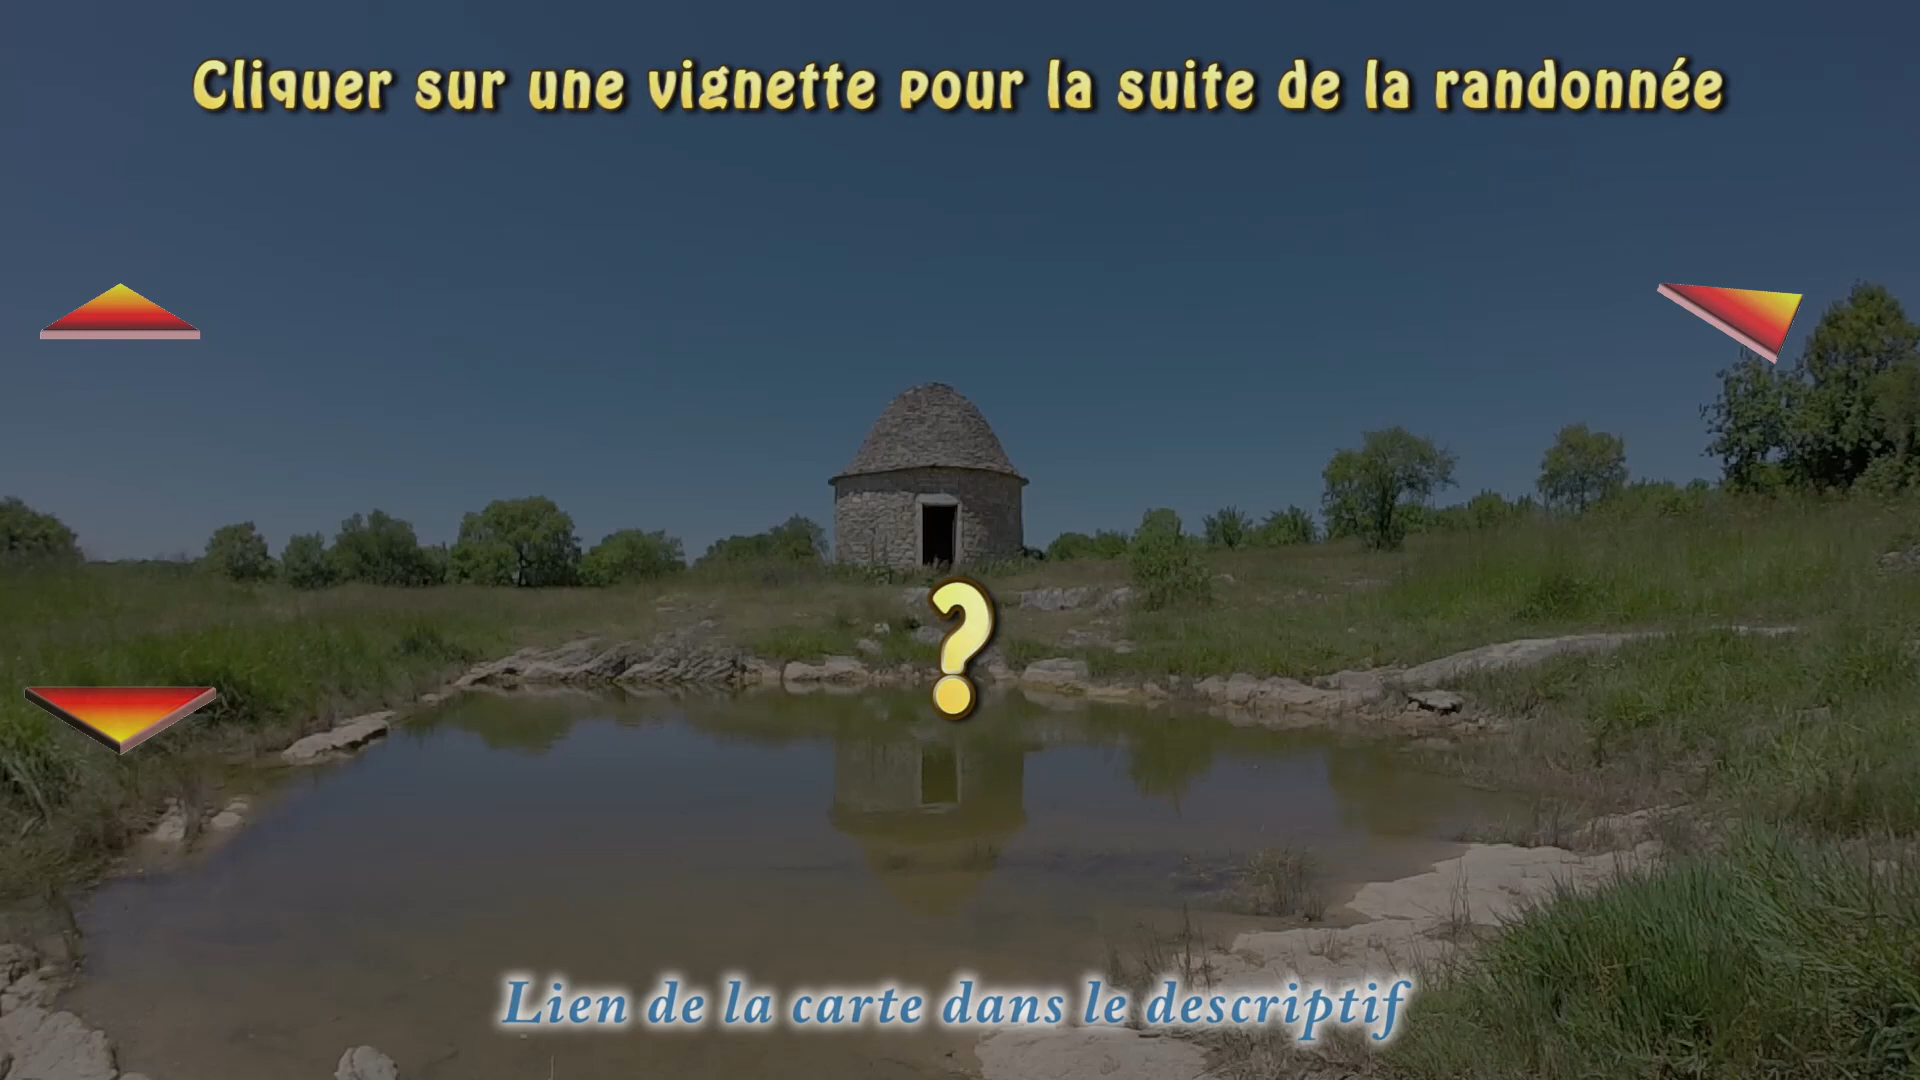 Cliquer sur une vignette pour la suite de la randonnée
?
Lien de la carte dans le descriptif